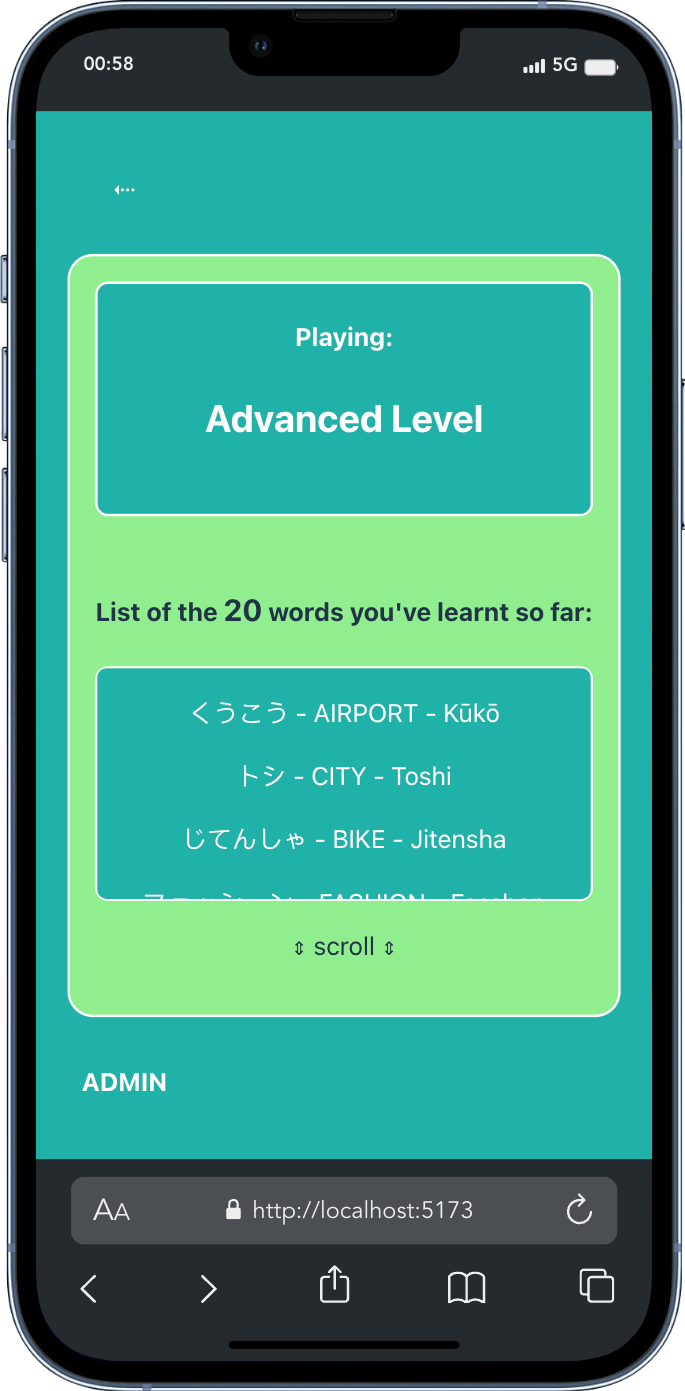 00:58 5G
Playing:
Advanced Level
List of the 20 words you've learnt so far:
くうこう - AIRPORT - Kūkō
トシ - CITY - Toshi
じてんしゃ - BIKE - Jitensha
FASHION
⇕ scroll ⇕
ADMIN
AA http://localhost:5173